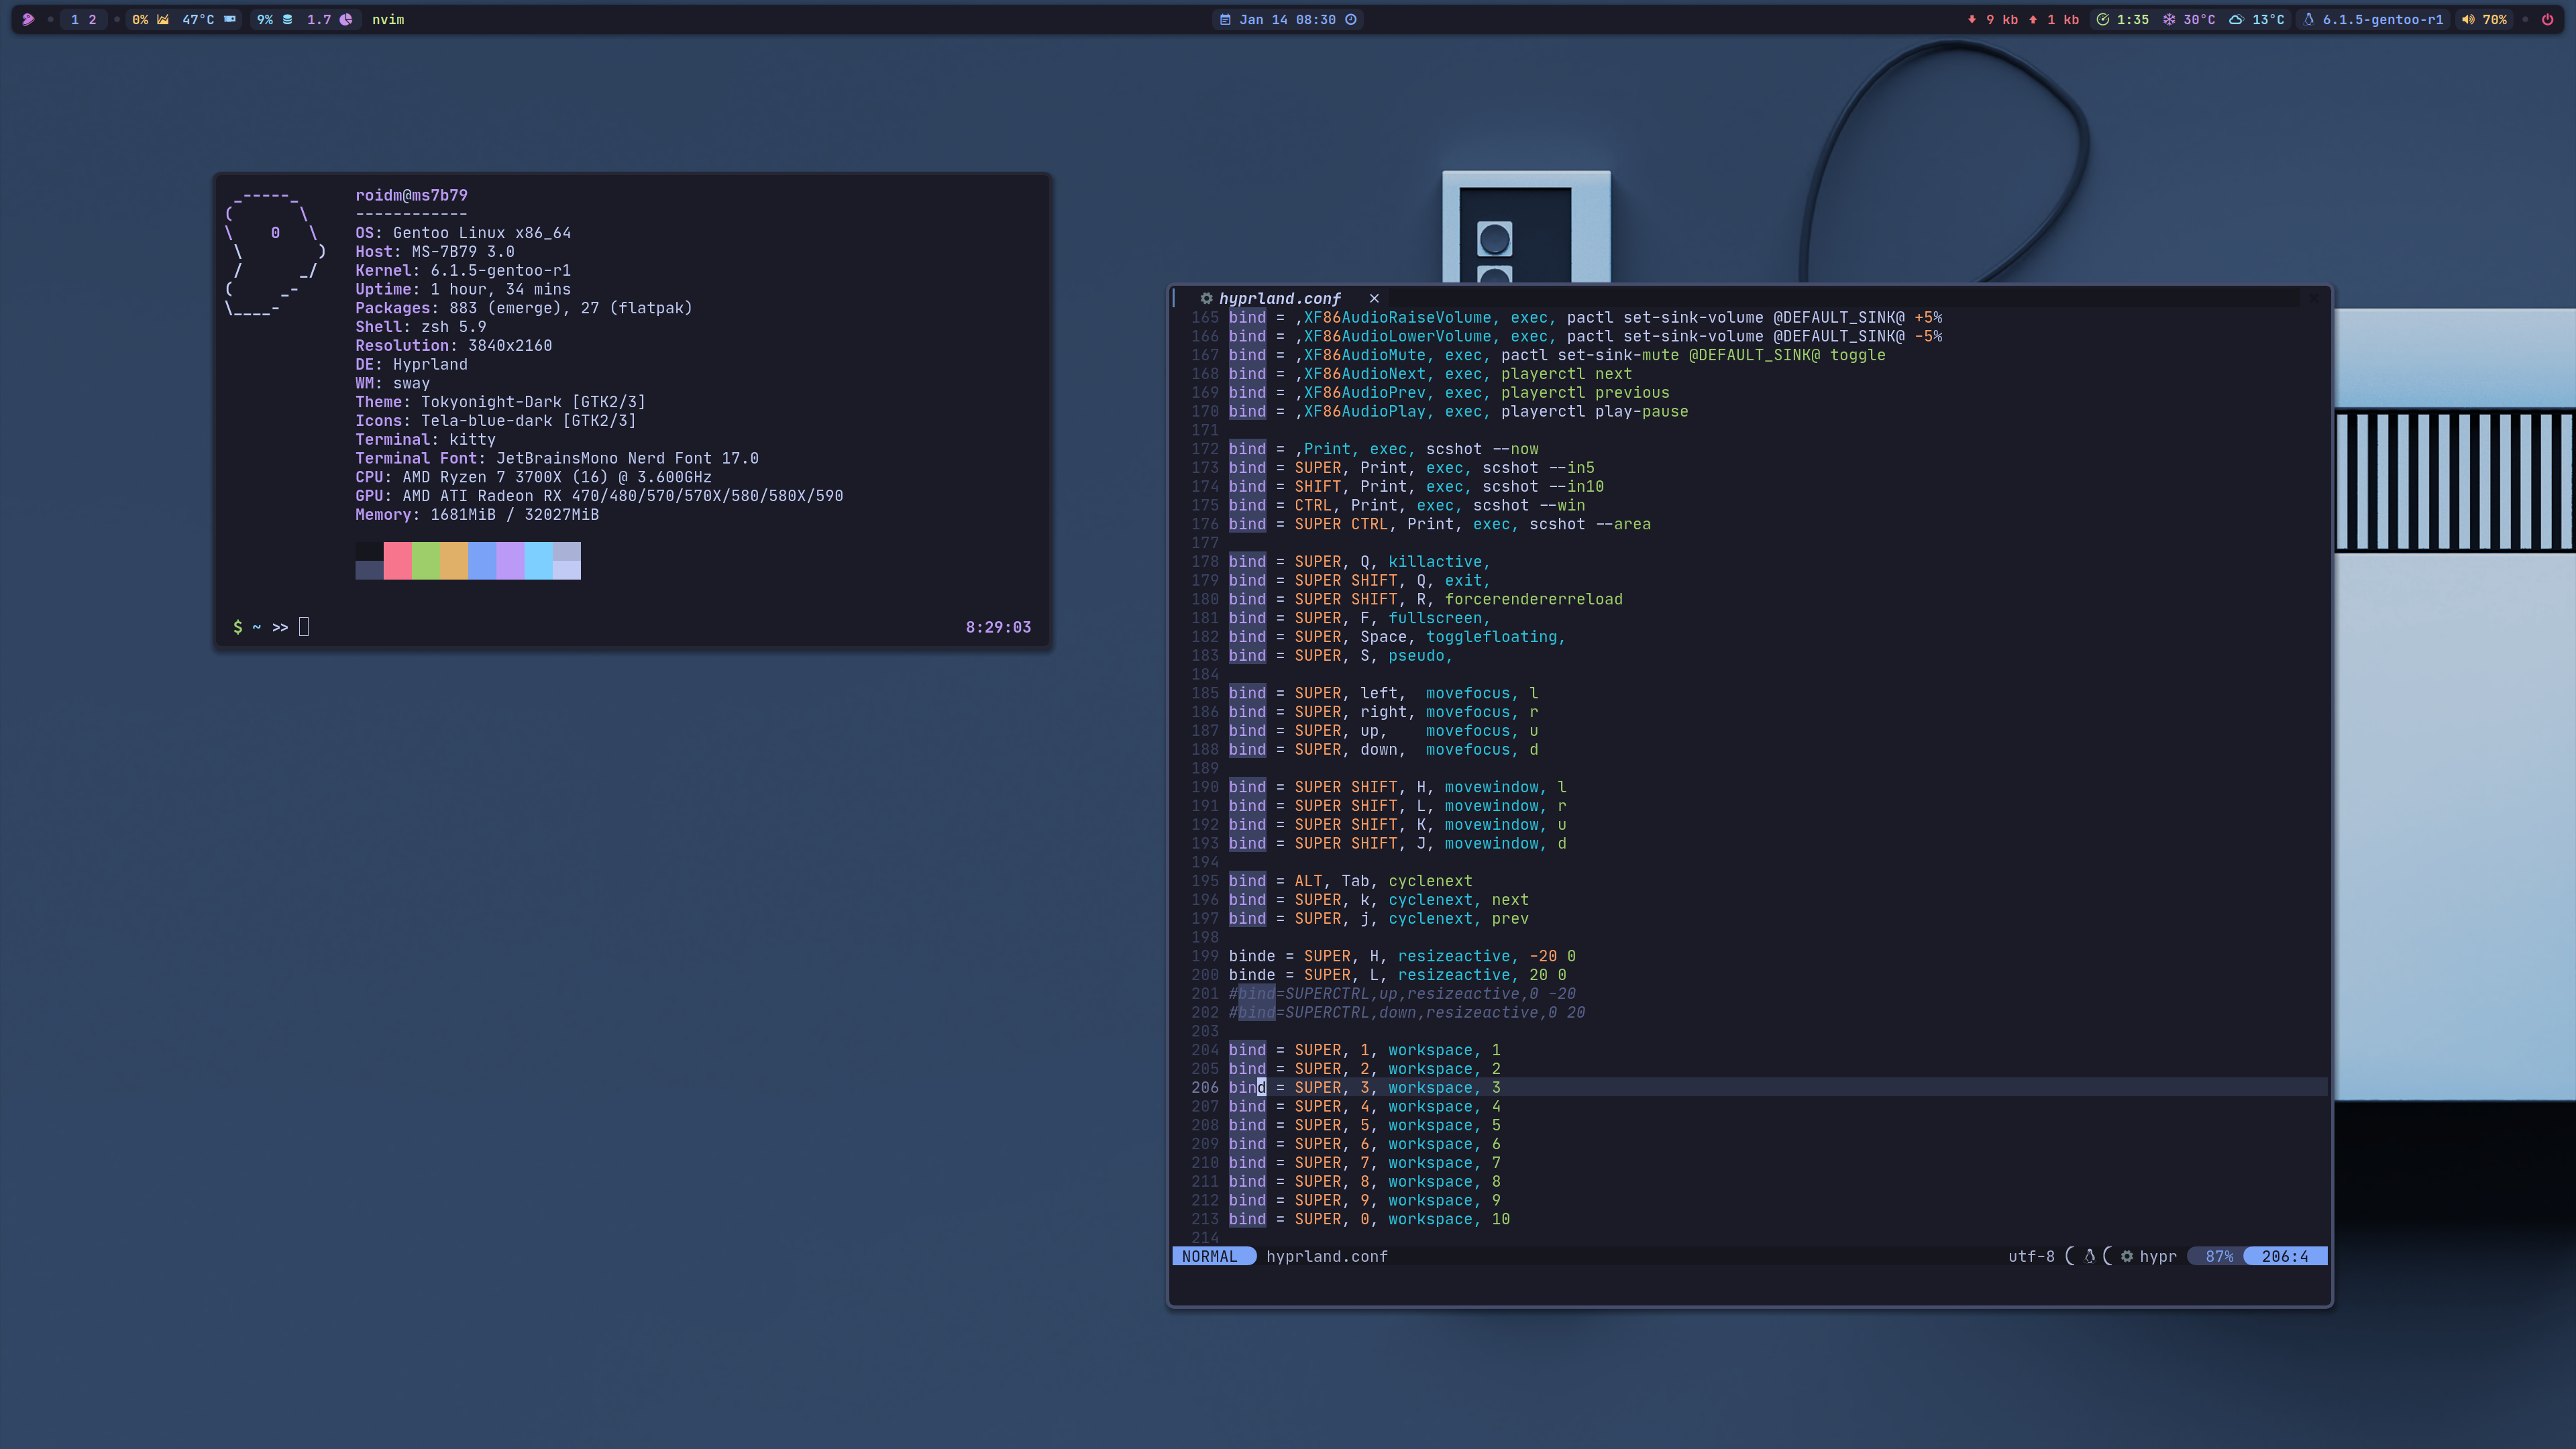 1 2 0% 47°C 9% 1.7 nvim Jan 14 08:30 9 kb 1 kb 1:35 30°C 13°C 6.1.5-gentoo-r1 70%
roidm@ms7b79
------------
OS: Gentoo Linux x86_64
Host: MS-7B79 3.0
Kernel: 6.1.5-gentoo-r1
Uptime: 1 hour, 34 mins
Packages: 883 (emerge), 27 (flatpak)
Shell: zsh 5.9
Resolution: 3840x2160
DE: Hyprland
WM: sway
Theme: Tokyonight-Dark [GTK2/3]
Icons: Tela-blue-dark [GTK2/3]
Terminal: kitty
Terminal Font: JetBrainsMono Nerd Font 17.0
CPU: AMD Ryzen 7 3700X (16) @ 3.600GHz
GPU: AMD ATI Radeon RX 470/480/570/570X/580/580X/590
Memory: 1681MiB / 32027MiB
$ ~ >> 8:29:03
hyprland.conf ×
165 bind = ,XF86AudioRaiseVolume, exec, pactl set-sink-volume @DEFAULT_SINK@ +5%
166 bind = ,XF86AudioLowerVolume, exec, pactl set-sink-volume @DEFAULT_SINK@ -5%
167 bind = ,XF86AudioMute, exec, pactl set-sink-mute @DEFAULT_SINK@ toggle
168 bind = ,XF86AudioNext, exec, playerctl next
169 bind = ,XF86AudioPrev, exec, playerctl previous
170 bind = ,XF86AudioPlay, exec, playerctl play-pause
171
172 bind = ,Print, exec, scshot --now
173 bind = SUPER, Print, exec, scshot --in5
174 bind = SHIFT, Print, exec, scshot --in10
175 bind = CTRL, Print, exec, scshot --win
176 bind = SUPER CTRL, Print, exec, scshot --area
177
178 bind = SUPER, Q, killactive,
179 bind = SUPER SHIFT, Q, exit,
180 bind = SUPER SHIFT, R, forcerendererreload
181 bind = SUPER, F, fullscreen,
182 bind = SUPER, Space, togglefloating,
183 bind = SUPER, S, pseudo,
184
185 bind = SUPER, left,  movefocus, l
186 bind = SUPER, right, movefocus, r
187 bind = SUPER, up,    movefocus, u
188 bind = SUPER, down,  movefocus, d
189
190 bind = SUPER SHIFT, H, movewindow, l
191 bind = SUPER SHIFT, L, movewindow, r
192 bind = SUPER SHIFT, K, movewindow, u
193 bind = SUPER SHIFT, J, movewindow, d
194
195 bind = ALT, Tab, cyclenext
196 bind = SUPER, k, cyclenext, next
197 bind = SUPER, j, cyclenext, prev
198
199 binde = SUPER, H, resizeactive, -20 0
200 binde = SUPER, L, resizeactive, 20 0
201 #bind=SUPERCTRL,up,resizeactive,0 -20
202 #bind=SUPERCTRL,down,resizeactive,0 20
203
204 bind = SUPER, 1, workspace, 1
205 bind = SUPER, 2, workspace, 2
206 bind = SUPER, 3, workspace, 3
207 bind = SUPER, 4, workspace, 4
208 bind = SUPER, 5, workspace, 5
209 bind = SUPER, 6, workspace, 6
210 bind = SUPER, 7, workspace, 7
211 bind = SUPER, 8, workspace, 8
212 bind = SUPER, 9, workspace, 9
213 bind = SUPER, 0, workspace, 10
214
NORMAL hyprland.conf utf-8 hypr 87% 206:4